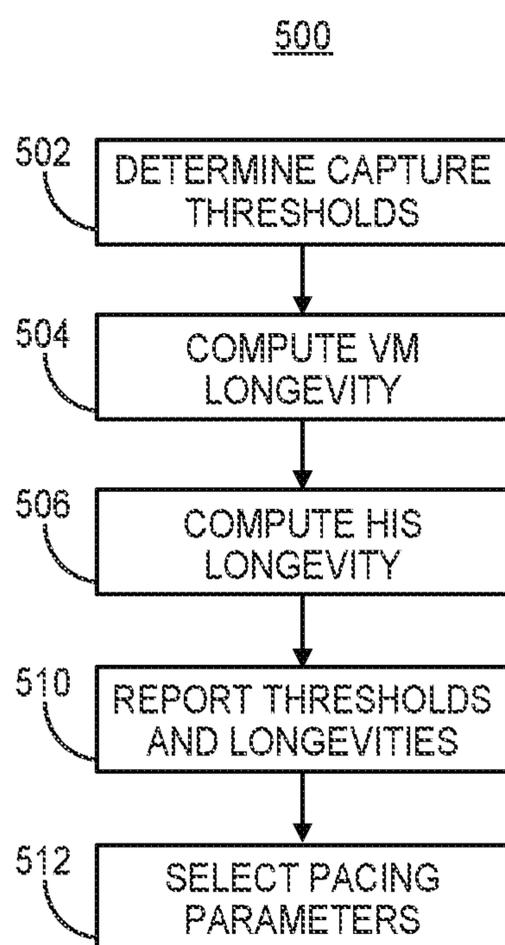 500
502
DETERMINE CAPTURE
THRESHOLDS
504
COMPUTE VM
LONGEVITY
506
COMPUTE HIS
LONGEVITY
510
REPORT THRESHOLDS
AND LONGEVITIES
512
SELECT PACING
PARAMETERS